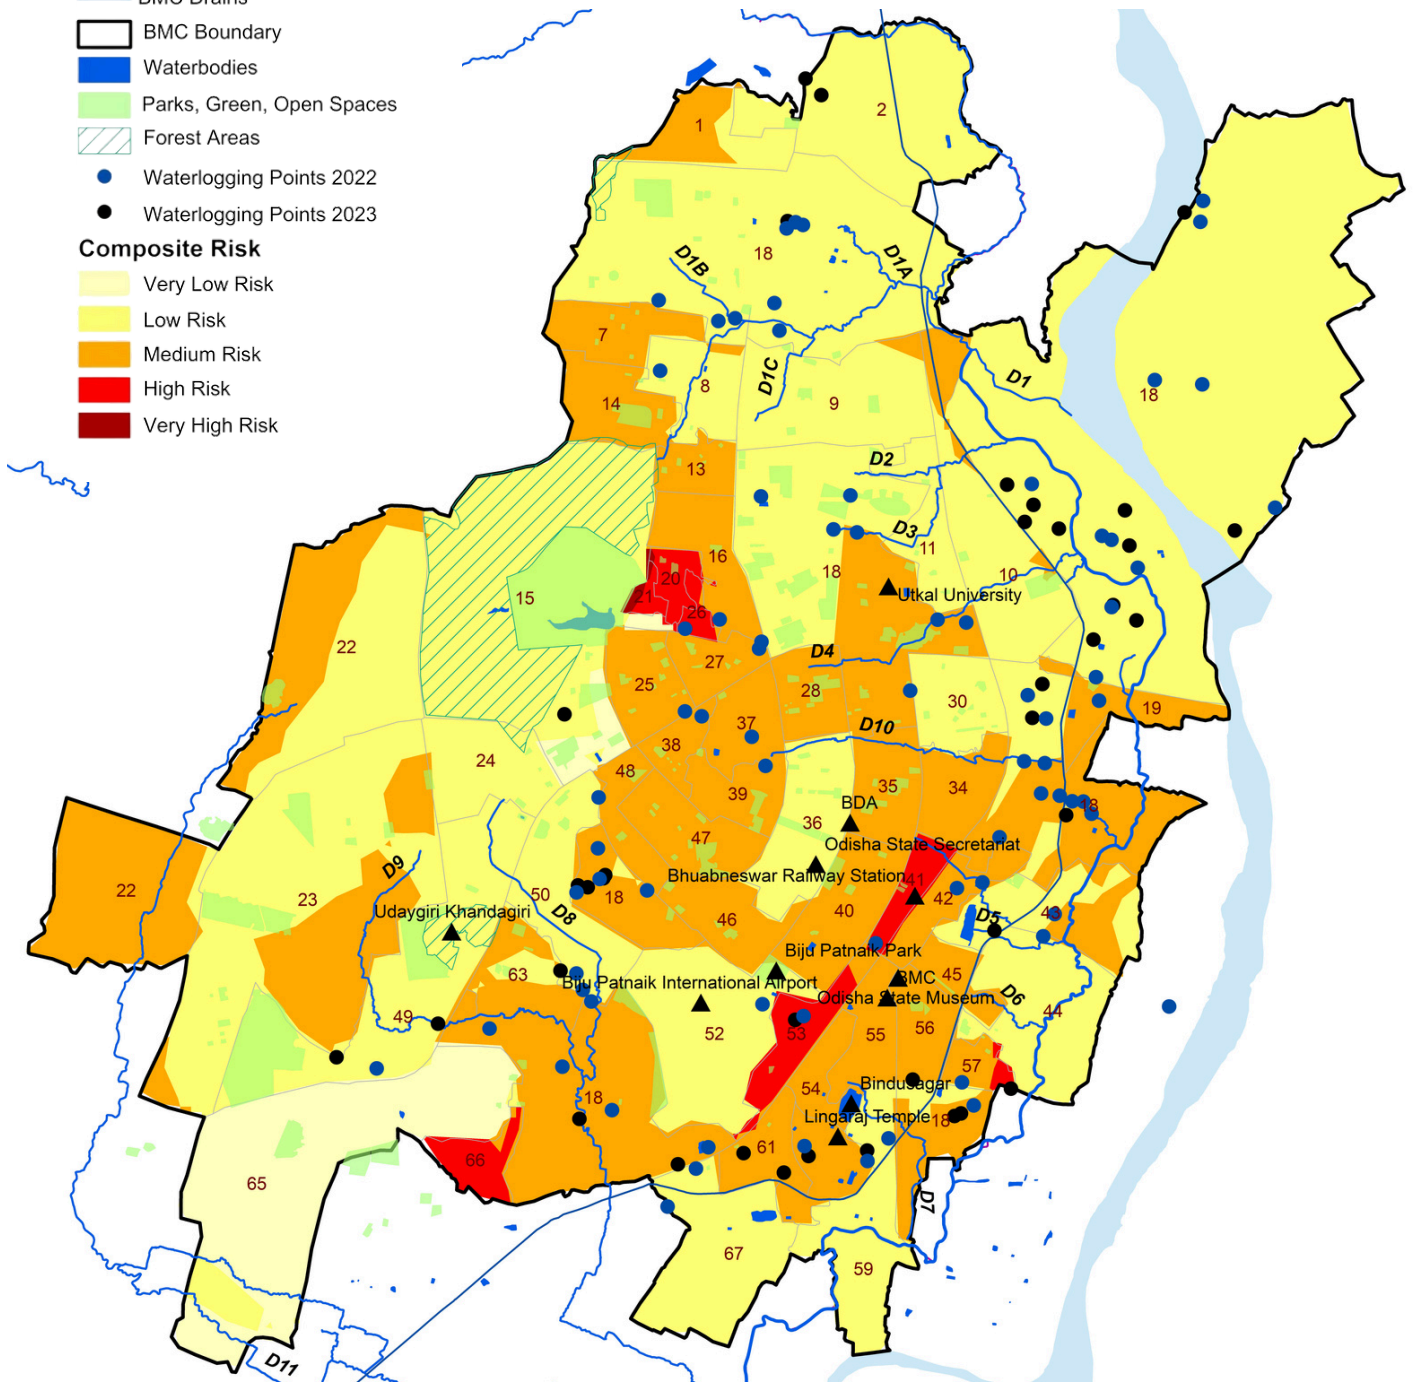 BMC Drains
BMC Boundary
Waterbodies
Parks, Green, Open Spaces
Forest Areas
Waterlogging Points 2022
Waterlogging Points 2023
Composite Risk
Very Low Risk
Low Risk
Medium Risk
High Risk
Very High Risk
1
2
18
D1B
D1A
7
8
D1C
9
D1
18
14
13
D2
D3
11
16
18
10
20
21
26
15
Utkal University
22
27
D4
25
28
30
19
37
D10
38
24
48
35
34
39
BDA
18
36
47
Odisha State Secretariat
D9
Bhuabneswar Railway Station
41
22
23
50
18
42
Udaygiri Khandagiri
D8
46
40
D5
43
Biju Patnaik Park
63
Biju Patnaik International Airport
BMC
45
Odisha State Museum
D6
49
52
53
55
56
44
57
54
Bindusagar
18
Lingaraj Temple
18
61
66
65
D7
67
59
D11